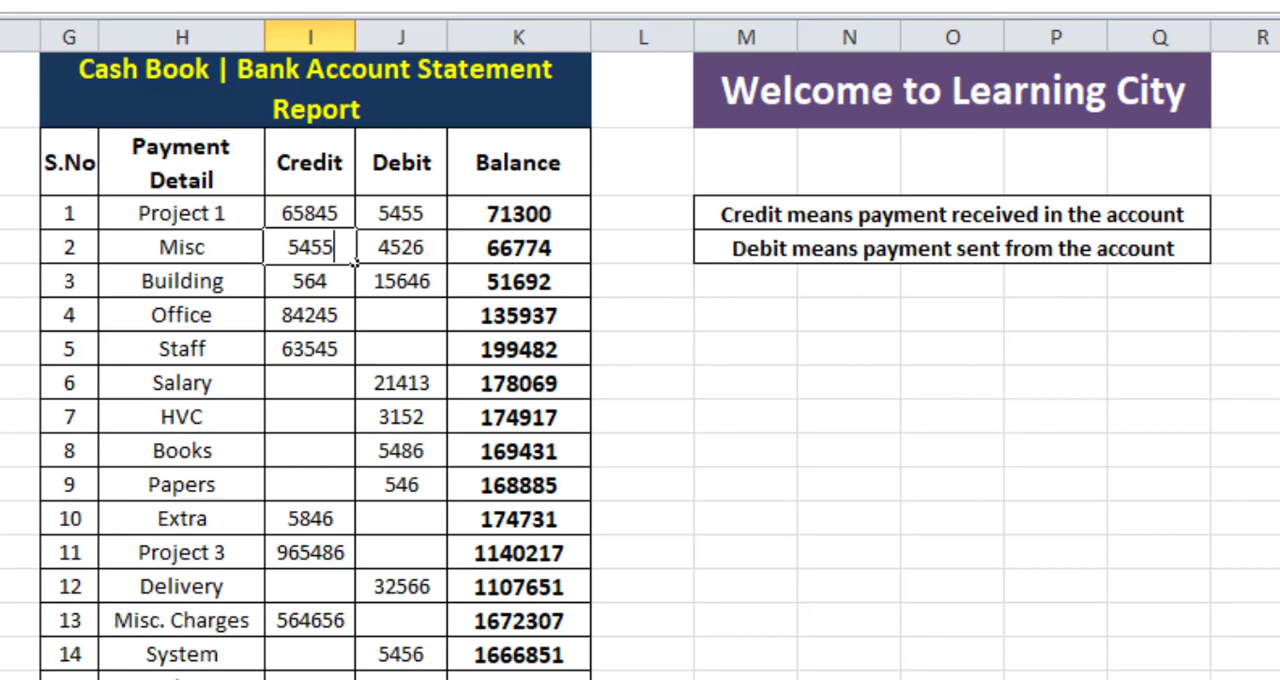 G H I J K L M N O P Q R
Cash Book | Bank Account Statement
Report
Welcome to Learning City
S.No Payment Detail Credit Debit Balance
1 Project 1 65845 5455 71300 Credit means payment received in the account
2 Misc 5455 4526 66774 Debit means payment sent from the account
3 Building 564 15646 51692
4 Office 84245 135937
5 Staff 63545 199482
6 Salary 21413 178069
7 HVC 3152 174917
8 Books 5486 169431
9 Papers 546 168885
10 Extra 5846 174731
11 Project 3 965486 1140217
12 Delivery 32566 1107651
13 Misc. Charges 564656 1672307
14 System 5456 1666851